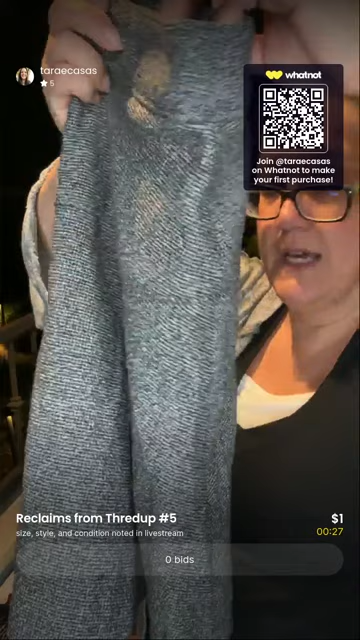 taraecasas
★ 5
whatnot
Join @taraecasas
on Whatnot to make
your first purchase!
Reclaims from Thredup #5
$1
size, style, and condition noted in livestream
00:27
0 bids